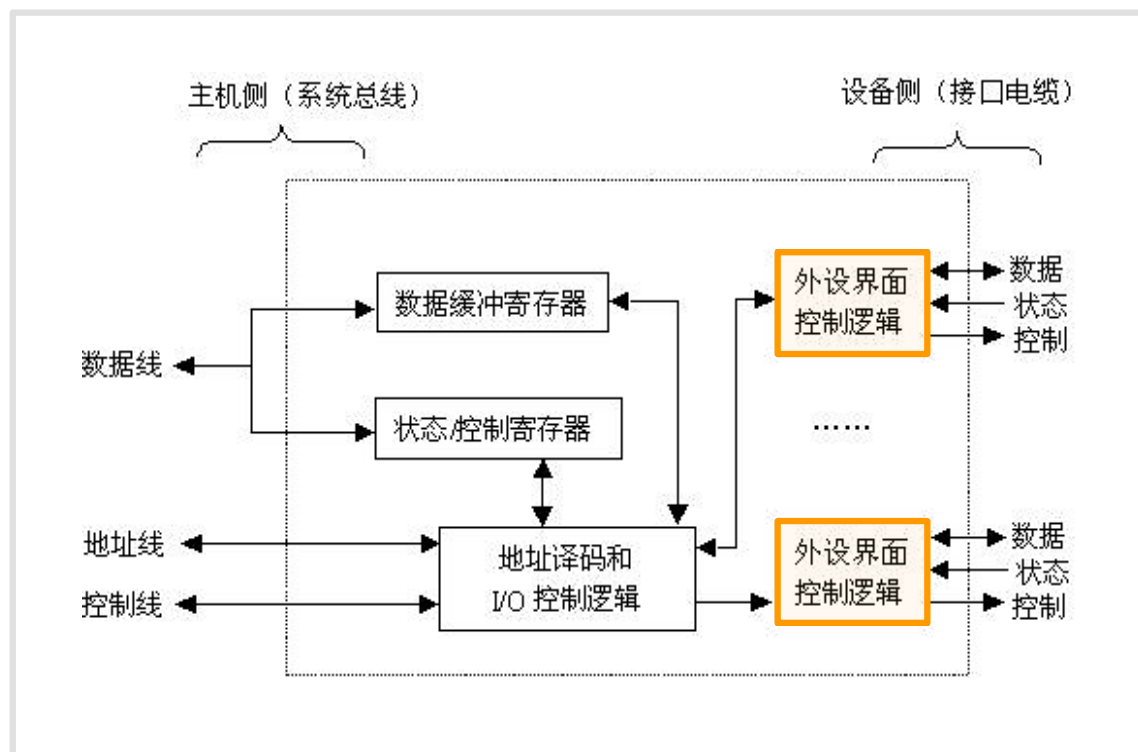 主机侧（系统总线）
设备侧（接口电缆）
数据缓冲寄存器
外设界面
控制逻辑
数据
状态
控制
数据线
状态/控制寄存器
……
地址线
控制线
地址译码和
I/O 控制逻辑
外设界面
控制逻辑
数据
状态
控制